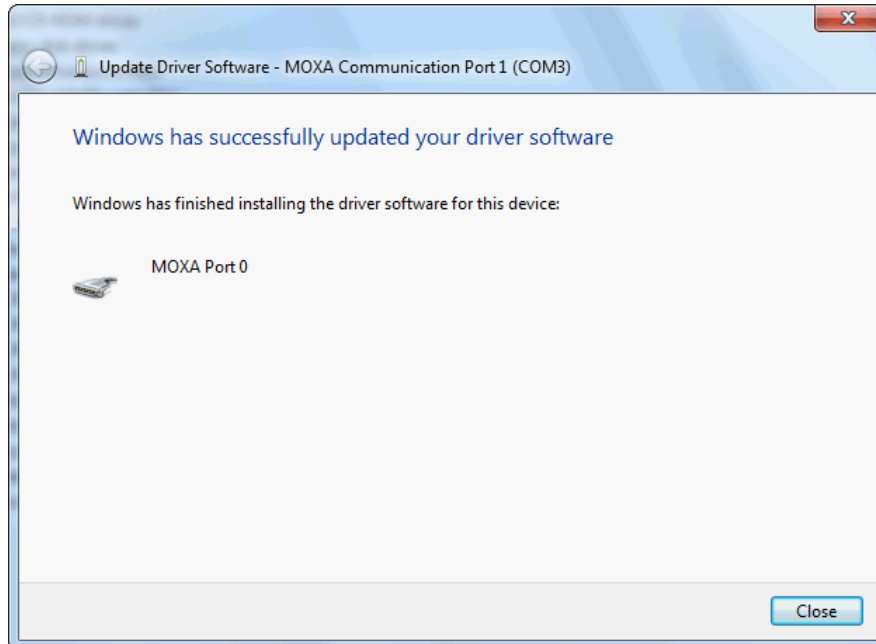 Update Driver Software - MOXA Communication Port 1 (COM3)
Windows has successfully updated your driver software
Windows has finished installing the driver software for this device:
MOXA Port 0
Close